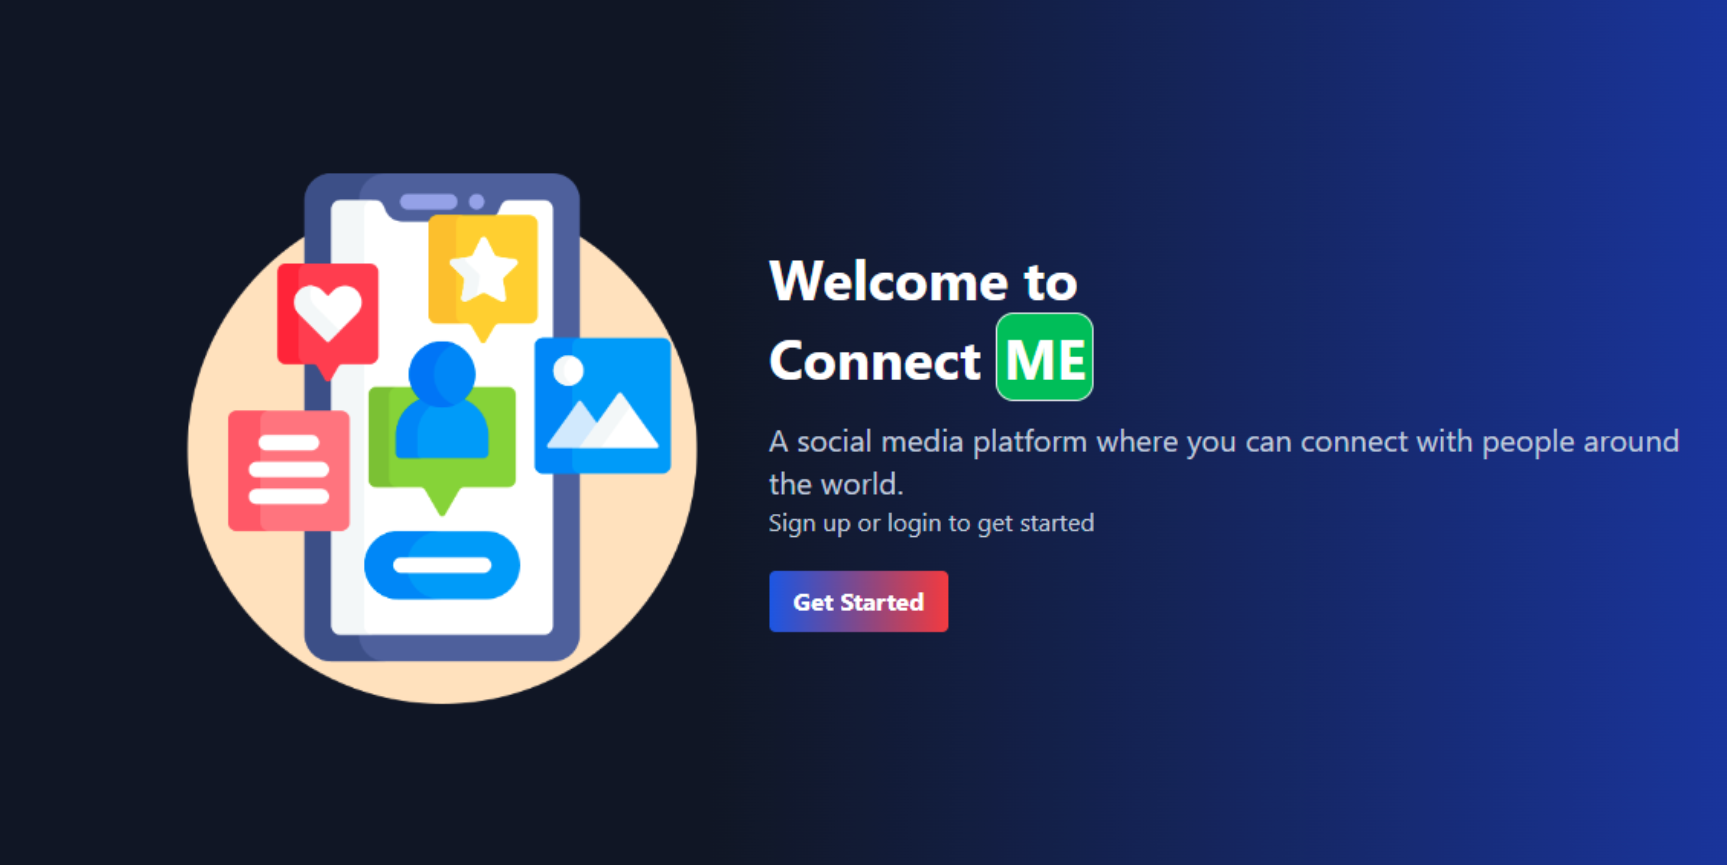 Welcome to
Connect ME
A social media platform where you can connect with people around
the world.
Sign up or login to get started
Get Started